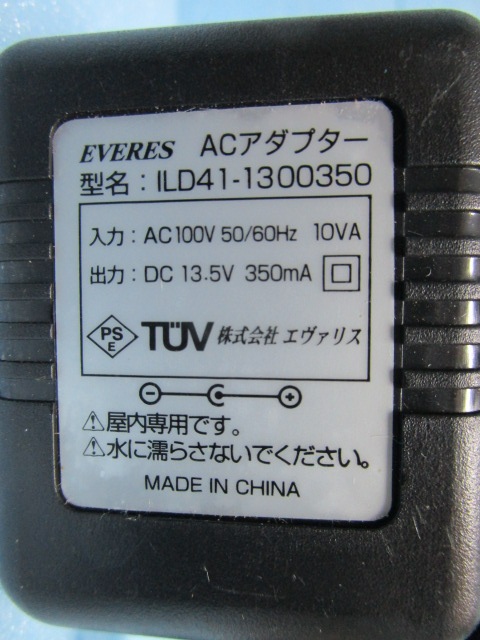 EVERES ACアダプター
型名：ILD41-1300350
入力：AC100V 50/60Hz 10VA
出力：DC 13.5V 350mA
PS
E TÜV 株式会社 エヴァリス
⚠屋内専用です。
⚠水に濡らさないでください。
MADE IN CHINA